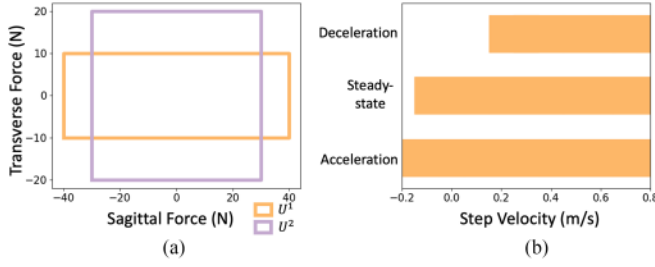 Transverse Force (N)
20
10
0
−10
−20
−40
−20
0
20
40
Sagittal Force (N)
U¹
U²
(a)
Deceleration
Steady-
state
Acceleration
−0.2
0.0
0.2
0.4
0.6
0.8
Step Velocity (m/s)
(b)